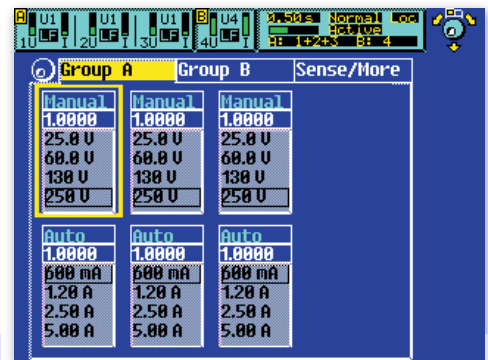 A U1 U1 U1 B U4 0.50s Normal Loc
LF LF LF LF Active
1U I 2U I 3U I 4U I A: 1+2+3 B: 4
Group A Group B Sense/More
Manual Manual Manual
1.0000 1.0000 1.0000
25.0 V 25.0 V 25.0 V
60.0 V 60.0 V 60.0 V
130 V 130 V 130 V
250 V 250 V 250 V
Auto Auto Auto
1.0000 1.0000 1.0000
600 mA 600 mA 600 mA
1.20 A 1.20 A 1.20 A
2.50 A 2.50 A 2.50 A
5.00 A 5.00 A 5.00 A